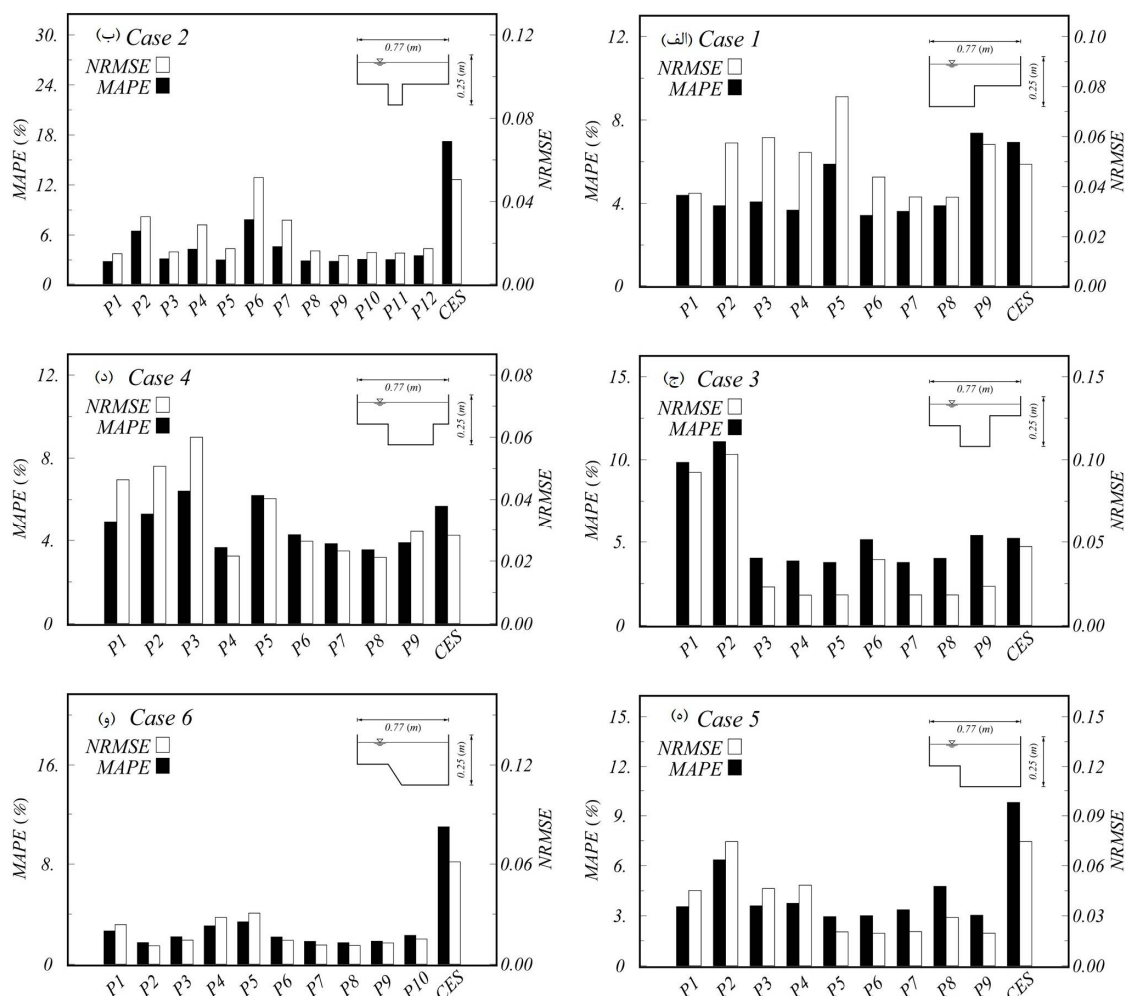 (ب) Case 2
NRMSE
MAPE
0.77 (m)
0.25 (m)
MAPE (%)
30.
24.
18.
12.
6.
0
NRMSE
0.12
0.08
0.04
0.00
P1 P2 P3 P4 P5 P6 P7 P8 P9 P10 P11 P12 CES
(الف) Case 1
NRMSE
MAPE
0.77 (m)
0.25 (m)
MAPE (%)
12.
8.
4.
0
NRMSE
0.10
0.08
0.06
0.04
0.02
0.00
P1 P2 P3 P4 P5 P6 P7 P8 P9 CES
(د) Case 4
NRMSE
MAPE
0.77 (m)
0.25 (m)
MAPE (%)
12.
8.
4.
0
NRMSE
0.08
0.06
0.04
0.02
0.00
P1 P2 P3 P4 P5 P6 P7 P8 P9 CES
(ج) Case 3
NRMSE
MAPE
0.77 (m)
0.25 (m)
MAPE (%)
15.
10.
5.
0
NRMSE
0.15
0.10
0.05
0.00
P1 P2 P3 P4 P5 P6 P7 P8 P9 CES
(و) Case 6
NRMSE
MAPE
0.77 (m)
0.25 (m)
MAPE (%)
16.
8.
0
NRMSE
0.12
0.06
0.00
P1 P2 P3 P4 P5 P6 P7 P8 P9 P10 CES
(ه) Case 5
NRMSE
MAPE
0.77 (m)
0.25 (m)
MAPE (%)
15.
12.
9.
6.
3.
0
NRMSE
0.15
0.12
0.09
0.06
0.03
0.00
P1 P2 P3 P4 P5 P6 P7 P8 P9 CES